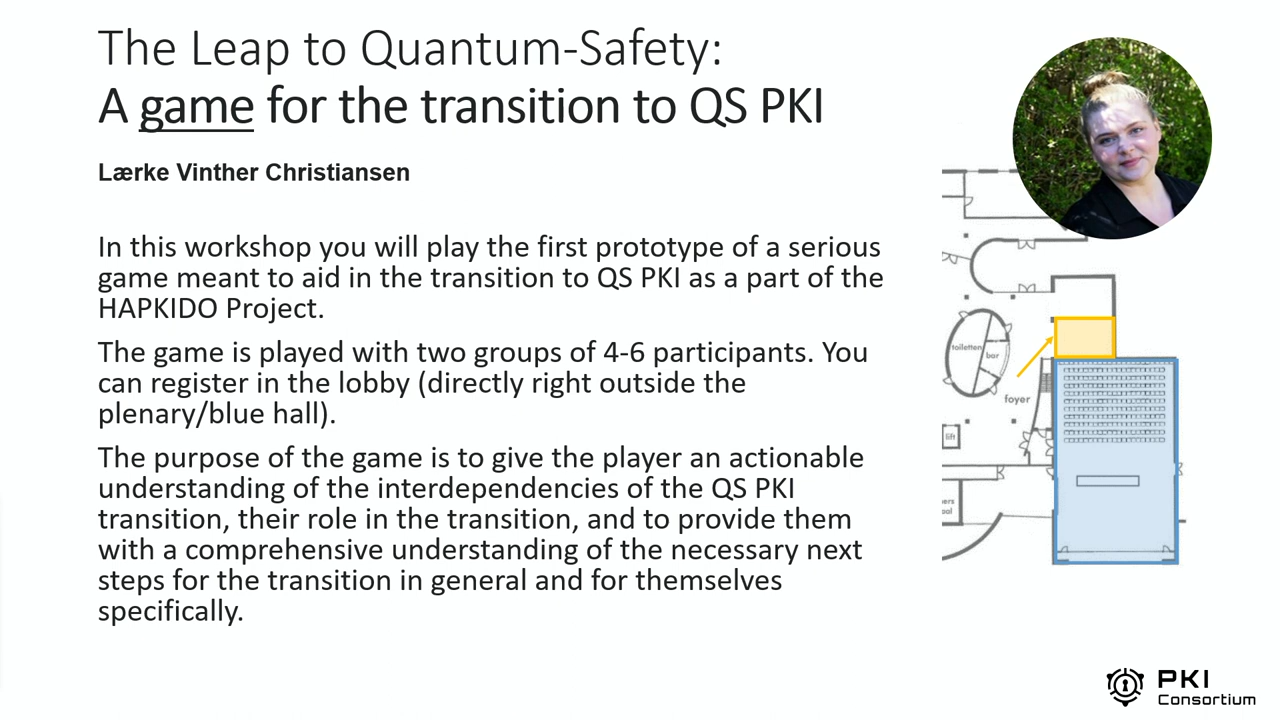 The Leap to Quantum-Safety:
A game for the transition to QS PKI
Lærke Vinther Christiansen
In this workshop you will play the first prototype of a serious
game meant to aid in the transition to QS PKI as a part of the
HAPKIDO Project.
The game is played with two groups of 4-6 participants. You
can register in the lobby (directly right outside the
plenary/blue hall).
The purpose of the game is to give the player an actionable
understanding of the interdependencies of the QS PKI
transition, their role in the transition, and to provide them
with a comprehensive understanding of the necessary next
steps for the transition in general and for themselves
specifically.
toiletten
bar
foyer
lift
PKI
Consortium